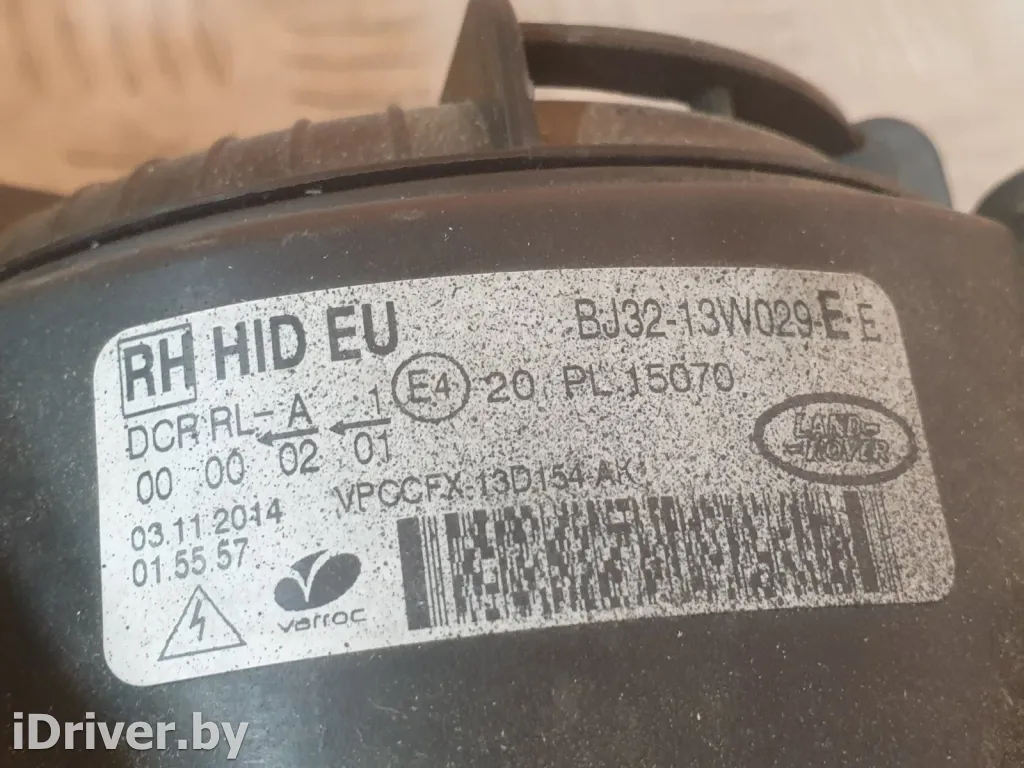 RH HID EU BJ32-13W029-E-E
DCR RL-A 1 E4 20 PL 15070
00 00 02 01
LAND-
-ROVER
VPCCFX-13D154-AK
03.11.2014
01.55.57
varroc
iDriver.by